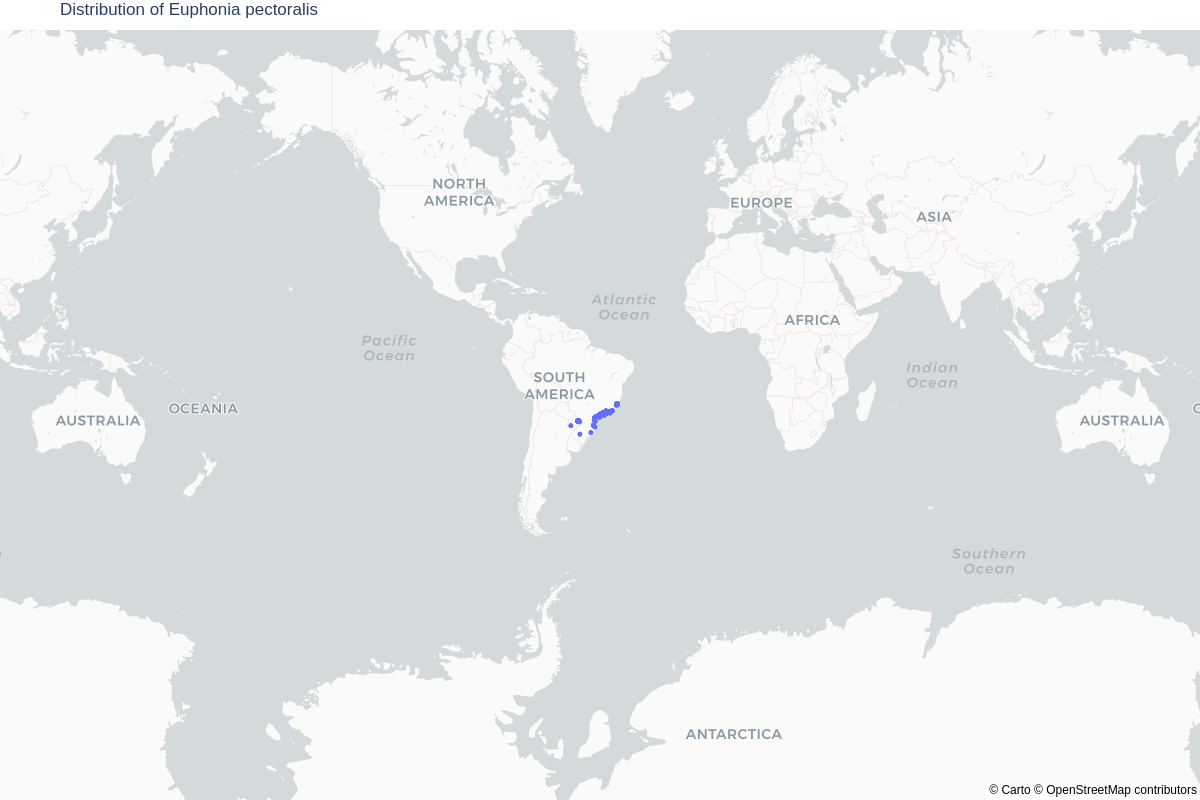 Distribution of Euphonia pectoralis
NORTH
AMERICA
EUROPE
ASIA
Atlantic
Ocean
AFRICA
Pacific
Ocean
Indian
Ocean
SOUTH
AMERICA
OCEANIA
AUSTRALIA
AUSTRALIA
Southern
Ocean
ANTARCTICA
© Carto © OpenStreetMap contributors